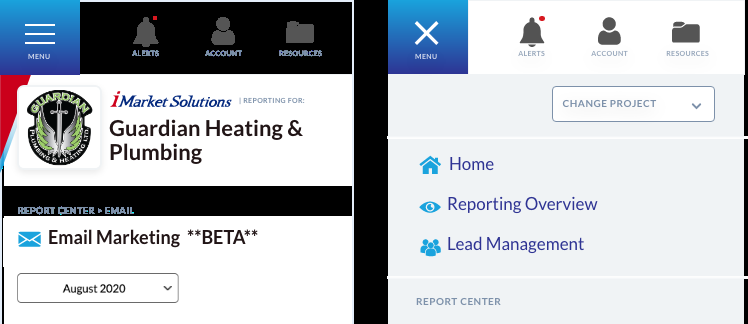 MENU
ALERTS
ACCOUNT
RESOURCES
GUARDIAN
PLUMBING & HEATING LTD
iMarket Solutions | REPORTING FOR:
Guardian Heating &
Plumbing
REPORT CENTER > EMAIL
Email Marketing **BETA**
August 2020
MENU
ALERTS
ACCOUNT
RESOURCES
CHANGE PROJECT
Home
Reporting Overview
Lead Management
REPORT CENTER